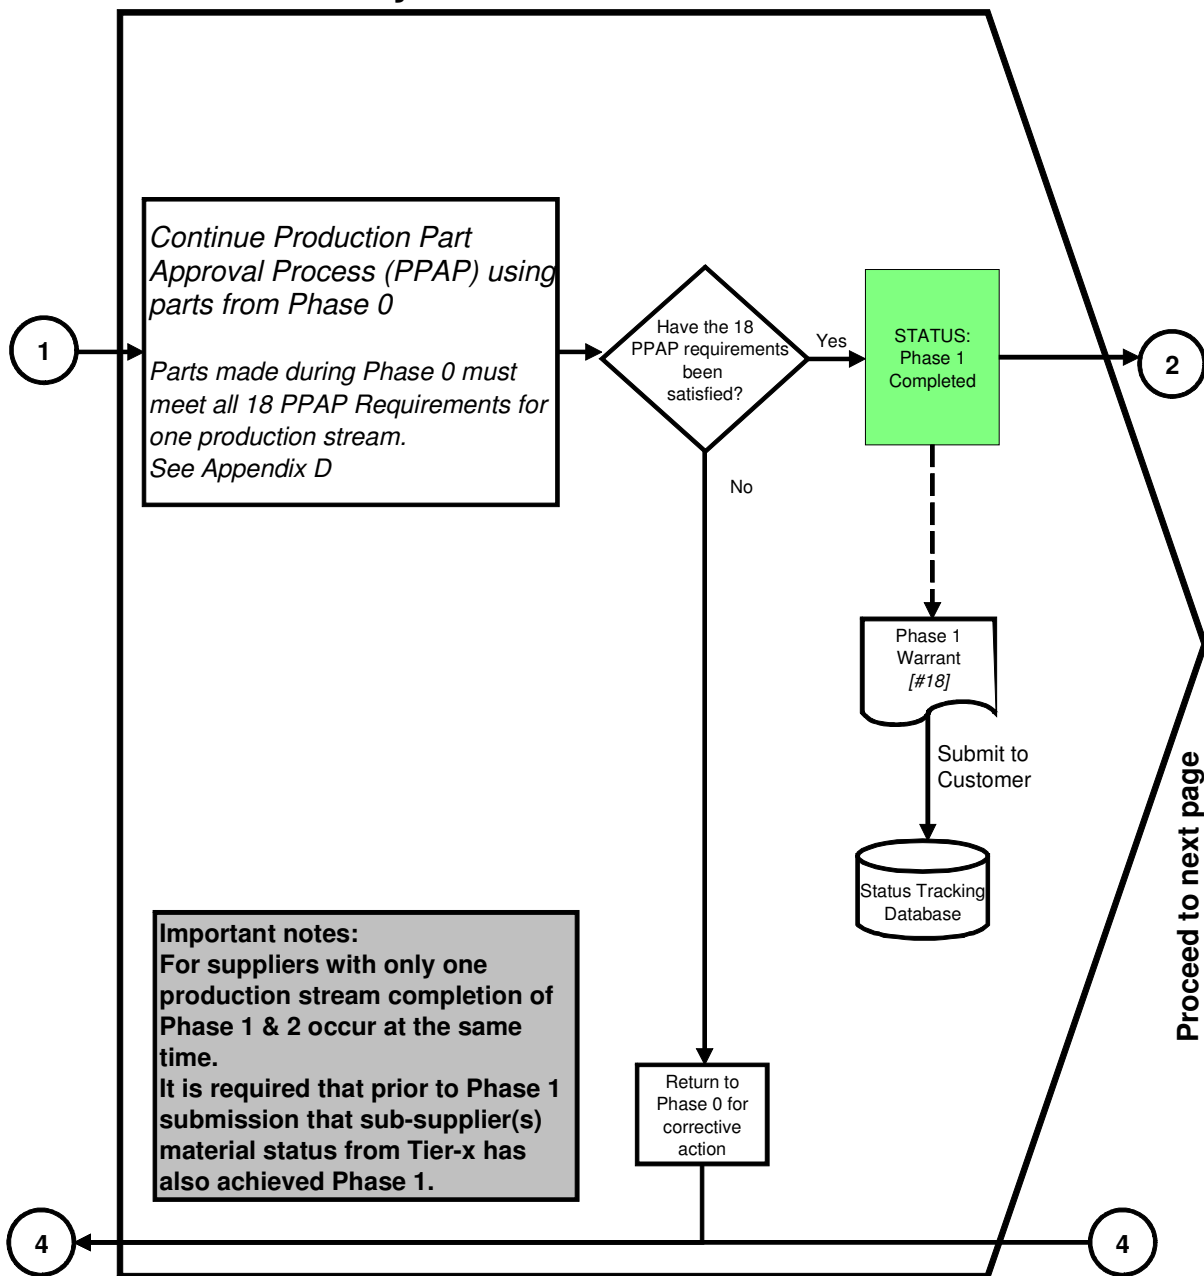 1
Continue Production Part
Approval Process (PPAP) using
parts from Phase 0
Parts made during Phase 0 must
meet all 18 PPAP Requirements for
one production stream.
See Appendix D
Have the 18
PPAP requirements
been
satisfied?
Yes
No
STATUS:
Phase 1
Completed
2
Phase 1
Warrant
[#18]
Submit to
Customer
Status Tracking
Database
Proceed to next page
Important notes:
For suppliers with only one
production stream completion of
Phase 1 & 2 occur at the same
time.
It is required that prior to Phase 1
submission that sub-supplier(s)
material status from Tier-x has
also achieved Phase 1.
Return to
Phase 0 for
corrective
action
4
4